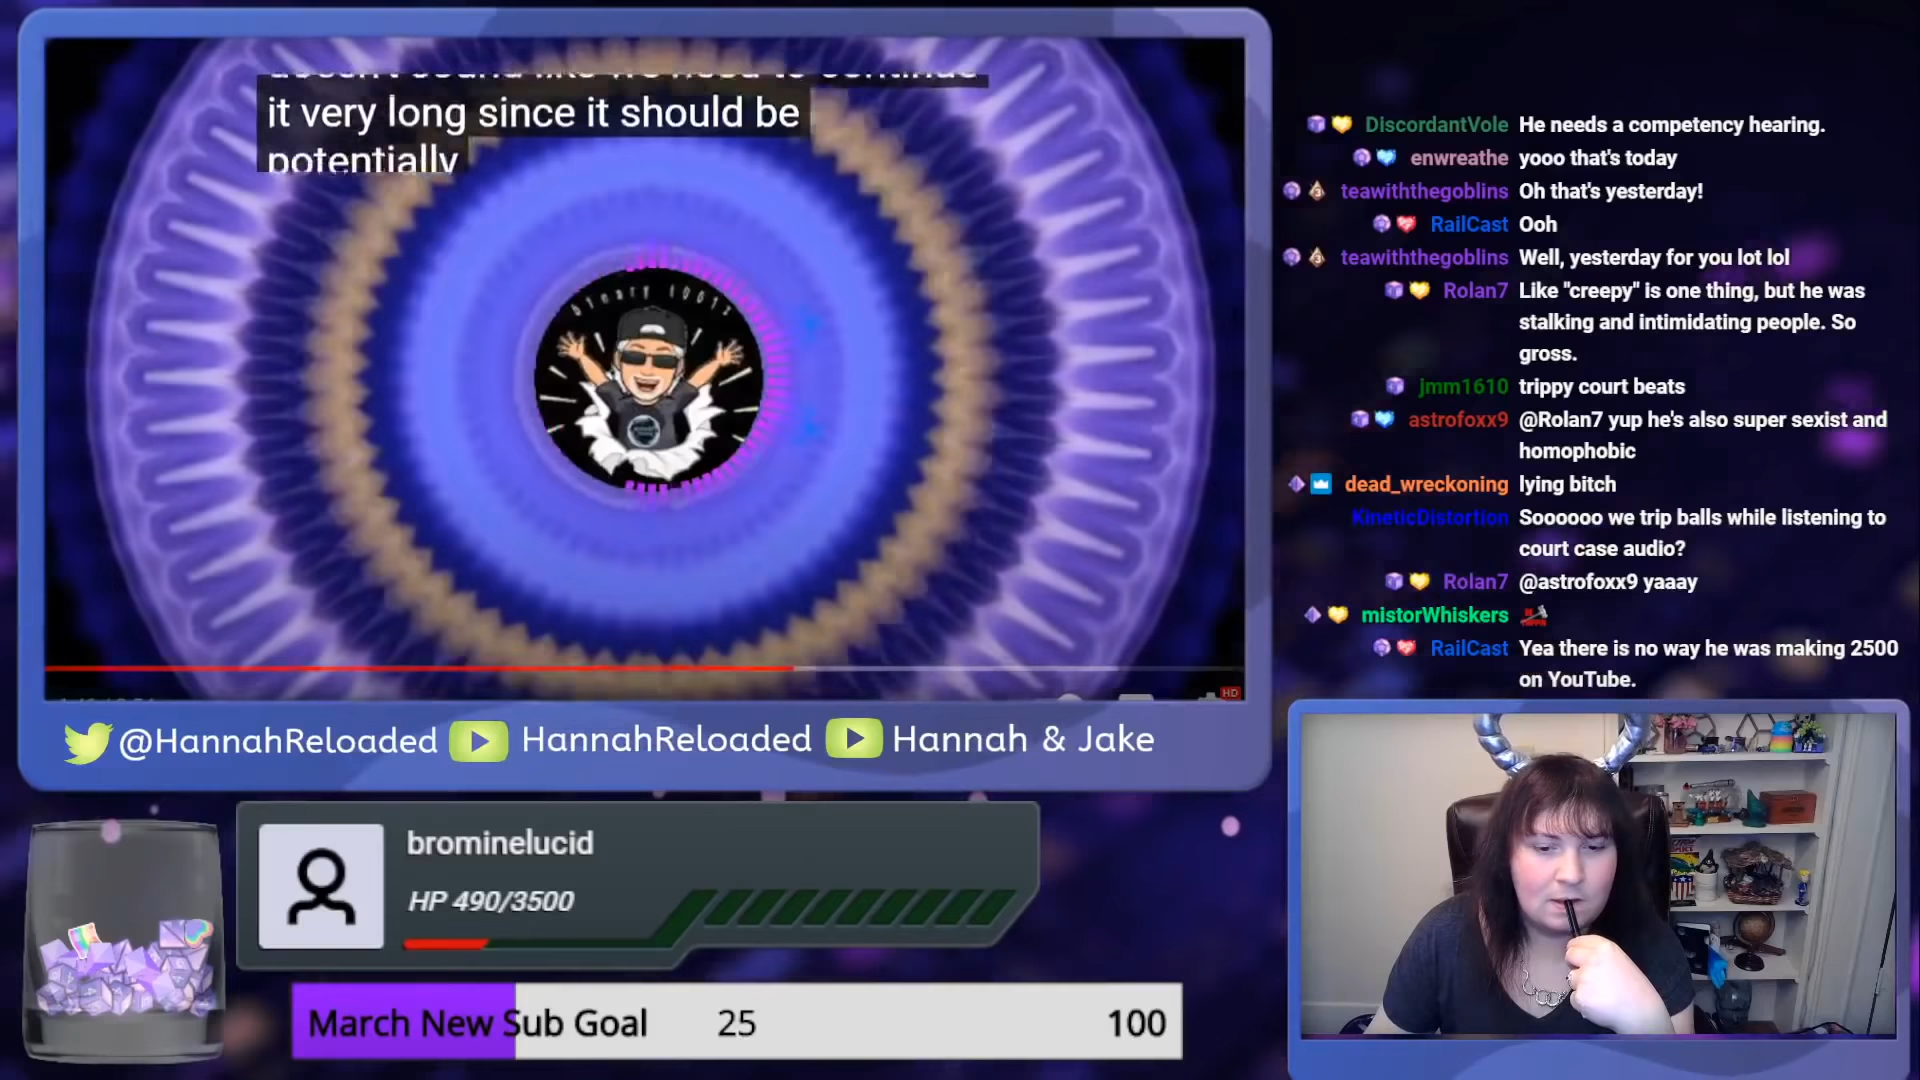 it very long since it should be
potentially
HD
@HannahReloaded HannahReloaded Hannah & Jake
brominelucid
HP 490/3500
March New Sub Goal 25 100
DiscordantVole He needs a competency hearing.
enwreathe yooo that's today
teawiththegoblins Oh that's yesterday!
RailCast Ooh
teawiththegoblins Well, yesterday for you lot lol
Rolan7 Like "creepy" is one thing, but he was
stalking and intimidating people. So
gross.
jmm1610 trippy court beats
astrofoxx9 @Rolan7 yup he's also super sexist and
homophobic
dead_wreckoning lying bitch
KineticDistortion Soooooo we trip balls while listening to
court case audio?
Rolan7 @astrofoxx9 yaaay
mistorWhiskers
RailCast Yea there is no way he was making 2500
on YouTube.